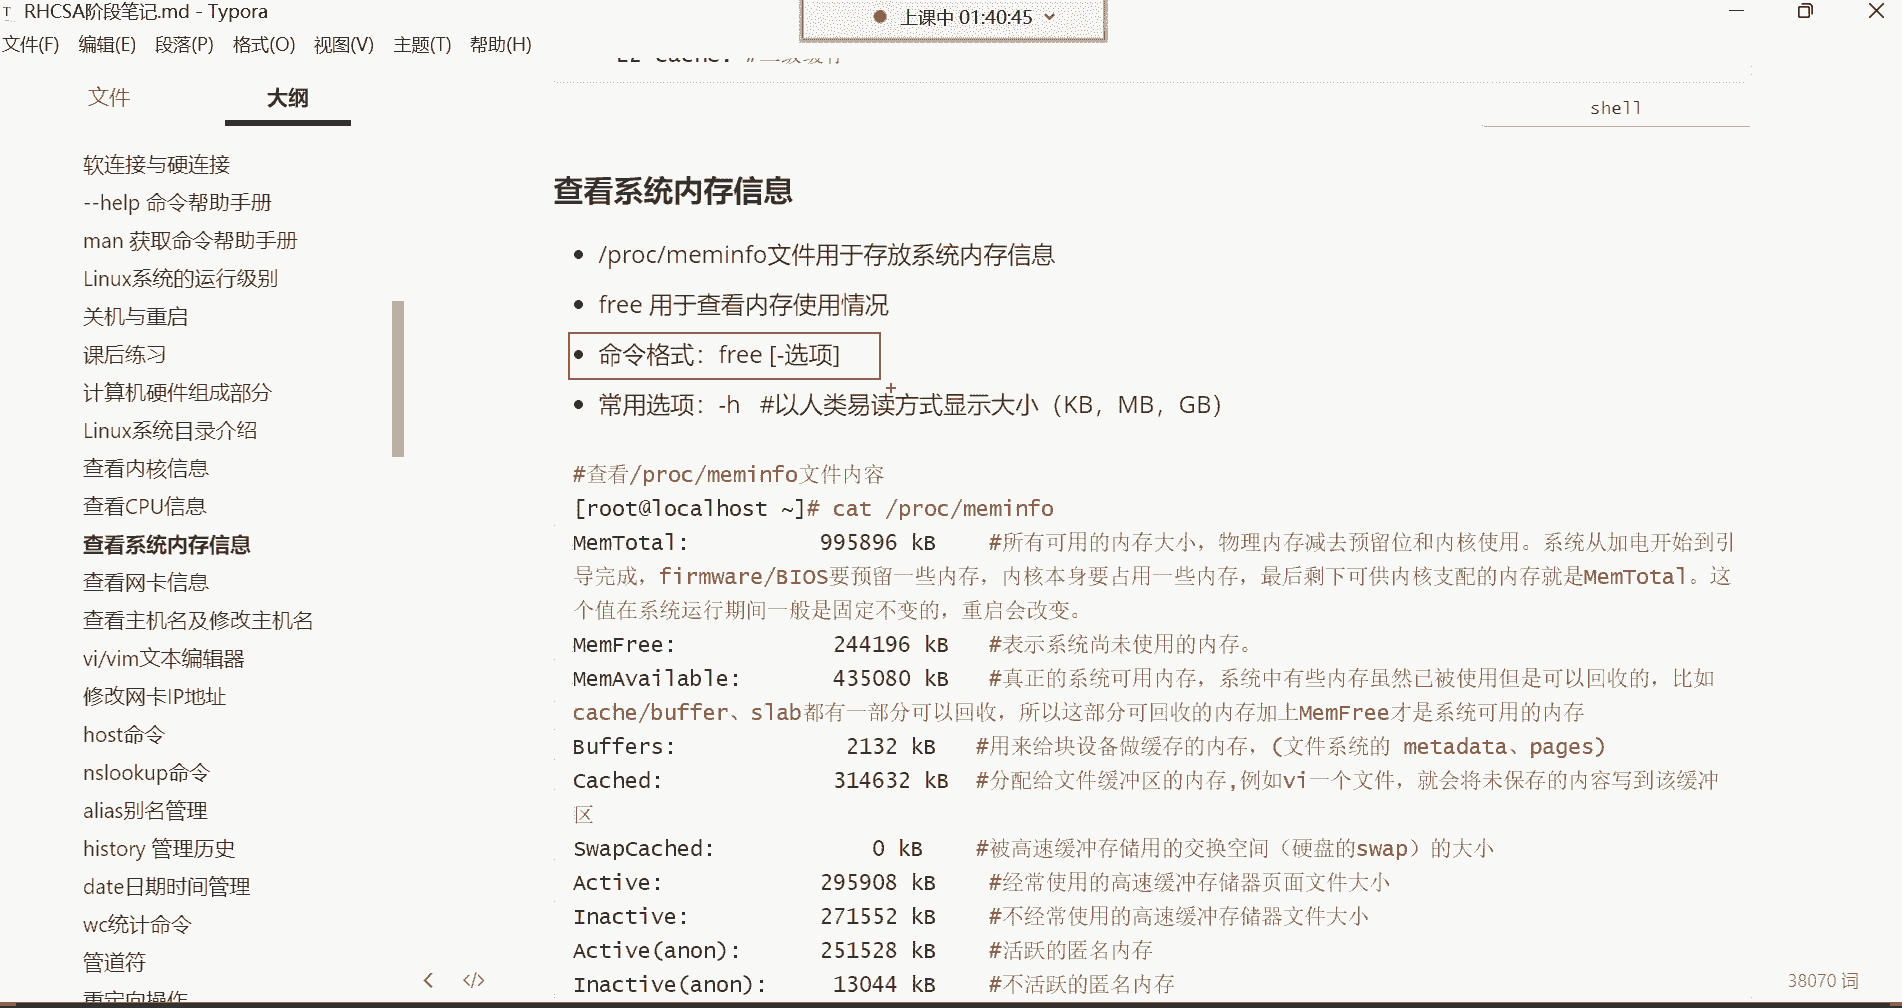 RHCSA阶段笔记.md - Typora
上课中 01:40:45
文件(F) 编辑(E) 段落(P) 格式(O) 视图(V) 主题(T) 帮助(H)
文件 大纲
软连接与硬连接
--help 命令帮助手册
man 获取命令帮助手册
Linux系统的运行级别
关机与重启
课后练习
计算机硬件组成部分
Linux系统目录介绍
查看内核信息
查看CPU信息
查看系统内存信息
查看网卡信息
查看主机名及修改主机名
vi/vim文本编辑器
修改网卡IP地址
host命令
nslookup命令
alias别名管理
history 管理历史
date日期时间管理
wc统计命令
管道符
重定向操作
shell
查看系统内存信息
/proc/meminfo文件用于存放系统内存信息
free 用于查看内存使用情况
命令格式：free [-选项]
常用选项：-h #以人类易读方式显示大小（KB，MB，GB）
#查看/proc/meminfo文件内容
[root@localhost ~]# cat /proc/meminfo
MemTotal: 995896 kB #所有可用的内存大小，物理内存减去预留位和内核使用。系统从加电开始到引
导完成，firmware/BIOS要预留一些内存，内核本身要占用一些内存，最后剩下可供内核支配的内存就是MemTotal。这
个值在系统运行期间一般是固定不变的，重启会改变。
MemFree: 244196 kB #表示系统尚未使用的内存。
MemAvailable: 435080 kB #真正的系统可用内存，系统中有些内存虽然已被使用但是可以回收的，比如
cache/buffer、slab都有一部分可以回收，所以这部分可回收的内存加上MemFree才是系统可用的内存
Buffers: 2132 kB #用来给块设备做缓存的内存，(文件系统的 metadata、pages)
Cached: 314632 kB #分配给文件缓冲区的内存,例如vi一个文件，就会将未保存的内容写到该缓冲
区
SwapCached: 0 kB #被高速缓冲存储用的交换空间（硬盘的swap）的大小
Active: 295908 kB #经常使用的高速缓冲存储器页面文件大小
Inactive: 271552 kB #不经常使用的高速缓冲存储器文件大小
Active(anon): 251528 kB #活跃的匿名内存
Inactive(anon): 13044 kB #不活跃的匿名内存
38070 词